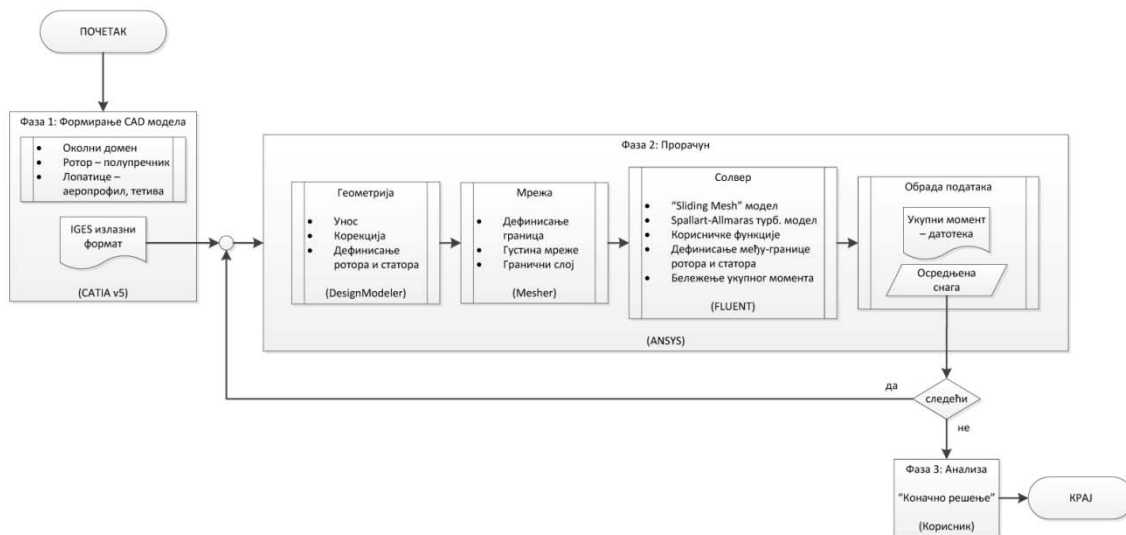 ПОЧЕТАК
Фаза 1: Формирање CAD модела
• Околни домен
• Ротор – полупречник
• Лопатице –
аеропрофил, тетива
IGES излазни
формат
(CATIA v5)
Фаза 2: Прорачун
Геометрија
• Унос
• Корекција
• Дефинисање
ротора и статора
(DesignModeler)
Мрежа
• Дефинисање
граница
• Густина мреже
• Гранични слој
(Mesher)
Солвер
• “Sliding Mesh” модел
• Spallart-Allmaras турб. модел
• Корисничке функције
• Дефинисање међу-границе
ротора и статора
• Бележење укупног момента
(FLUENT)
Обрада података
Укупни момент
– датотека
Осредњена
снага
(ANSYS)
да
следећи
не
Фаза 3: Анализа
“Коначно решење”
(Корисник)
КРАЈ